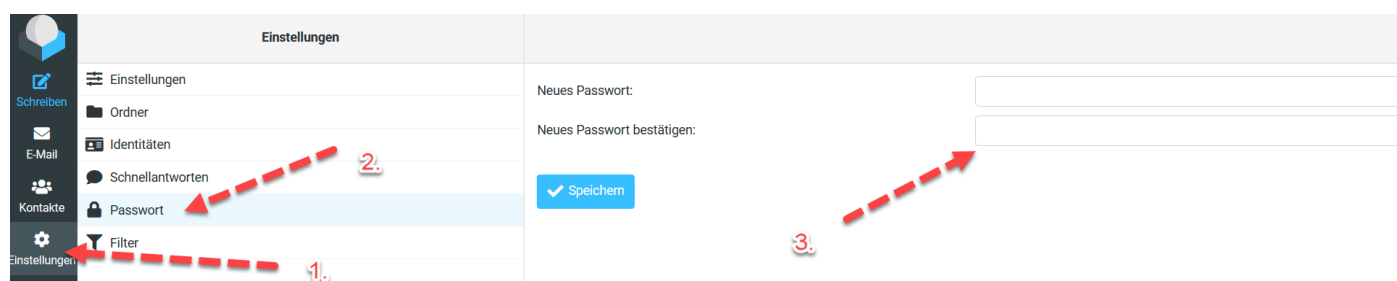 Einstellungen
Schreiben
E-Mail
Kontakte
Einstellungen
Einstellungen
Ordner
Identitäten
Schnellantworten
Passwort
Filter
Neues Passwort:
Neues Passwort bestätigen:
Speichern
1.
2.
3.